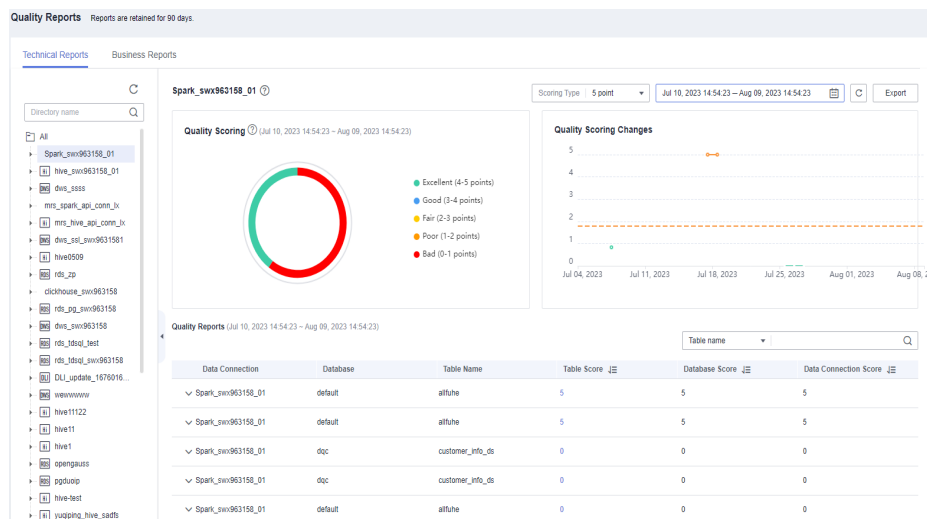 Quality Reports Reports are retained for 90 days.
Technical Reports Business Reports
Directory name
All
Spark_swx963158_01
hive_swx963158_01
dws_ssss
mrs_spark_api_conn_lx
mrs_hive_api_conn_lx
dws_ssl_swx9631581
hive0509
rds_zp
clickhouse_swx963158
rds_pg_swx963158
dws_swx963158
rds_tdsql_test
rds_tdsql_swx963158
DLI_update_1676016...
wewwwww
hive11122
hive11
hive1
opengauss
pgduoip
hive-test
yugiping_hive_sadfs
Spark_swx963158_01
Scoring Type 5 point Jul 10, 2023 14:54:23 – Aug 09, 2023 14:54:23 Export
Quality Scoring (Jul 10, 2023 14:54:23 – Aug 09, 2023 14:54:23)
Excellent (4-5 points)
Good (3-4 points)
Fair (2-3 points)
Poor (1-2 points)
Bad (0-1 points)
Quality Scoring Changes
5
4
3
2
1
0
Jul 04, 2023 Jul 11, 2023 Jul 18, 2023 Jul 25, 2023 Aug 01, 2023 Aug 08, 2
Quality Reports (Jul 10, 2023 14:54:23 – Aug 09, 2023 14:54:23)
Table name
Data Connection Database Table Name Table Score Database Score Data Connection Score
Spark_swx963158_01 default allfuhe 5 5 5
Spark_swx963158_01 default allfuhe 5 5 5
Spark_swx963158_01 dqc customer_info_ds 0 0 0
Spark_swx963158_01 dqc customer_info_ds 0 0 0
Spark_swx963158_01 default allfuhe 0 0 0